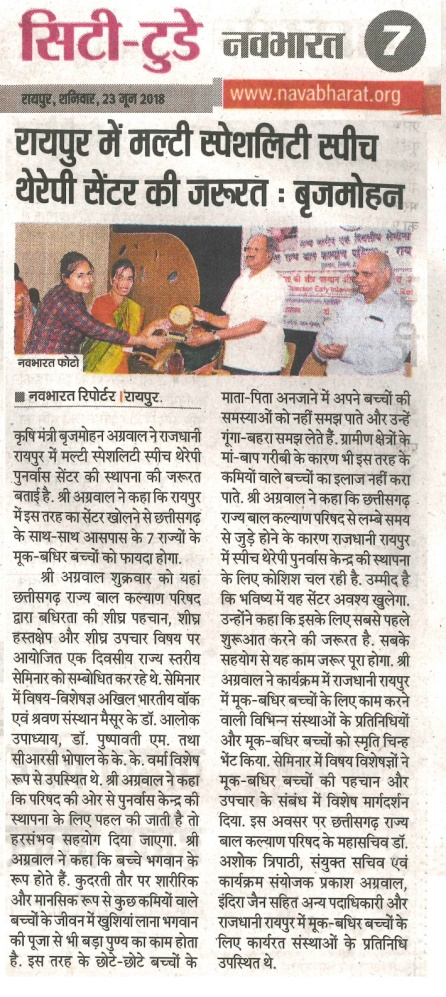 सिटी-टुडे नवभारत 7
रायपुर, शनिवार, 23 जून 2018
www.navabharat.org
रायपुर में मल्टी स्पेशलिटी स्पीच
थेरेपी सेंटर की जरूरत : बृजमोहन
नवभारत फोटो
नवभारत रिपोर्टर | रायपुर.
कृषि मंत्री बृजमोहन अग्रवाल ने राजधानी
रायपुर में मल्टी स्पेशलिटी स्पीच थेरेपी
पुनर्वास सेंटर की स्थापना की जरूरत
बताई है. श्री अग्रवाल ने कहा कि रायपुर
में इस तरह का सेंटर खोलने से छत्तीसगढ़
के साथ-साथ आसपास के 7 राज्यों के
मूक-बधिर बच्चों को फायदा होगा.
श्री अग्रवाल शुक्रवार को यहां
छत्तीसगढ़ राज्य बाल कल्याण परिषद
द्वारा बधिरता की शीघ्र पहचान, शीघ्र
हस्तक्षेप और शीघ्र उपचार विषय पर
आयोजित एक दिवसीय राज्य स्तरीय
सेमिनार को सम्बोधित कर रहे थे. सेमिनार
में विषय-विशेषज्ञ अखिल भारतीय वॉक
एवं श्रवण संस्थान मैसूर के डॉ. आलोक
उपाध्याय, डॉ. पुष्पावती एम. तथा
सीआरसी भोपाल के के. के. वर्मा विशेष
रूप से उपस्थित थे. श्री अग्रवाल ने कहा
कि परिषद की ओर से पुनर्वास केन्द्र की
स्थापना के लिए पहल की जाती है तो
हरसंभव सहयोग दिया जाएगा. श्री
अग्रवाल ने कहा कि बच्चे भगवान के
रूप होते हैं. कुदरती तौर पर शारीरिक
और मानसिक रूप से कुछ कमियों वाले
बच्चों के जीवन में खुशियां लाना भगवान
की पूजा से भी बड़ा पुण्य का काम होता
है. इस तरह के छोटे-छोटे बच्चों के
माता-पिता अनजाने में अपने बच्चों की
समस्याओं को नहीं समझ पाते और उन्हें
गूंगा-बहरा समझ लेते हैं. ग्रामीण क्षेत्रों के
मां-बाप गरीबी के कारण भी इस तरह के
कमियों वाले बच्चों का इलाज नहीं करा
पाते. श्री अग्रवाल ने कहा कि छत्तीसगढ़
राज्य बाल कल्याण परिषद से लम्बे समय
से जुड़े होने के कारण राजधानी रायपुर
में स्पीच थेरेपी पुनर्वास केन्द्र की स्थापना
के लिए कोशिश चल रही है. उम्मीद है
कि भविष्य में यह सेंटर अवश्य खुलेगा.
उन्होंने कहा कि इसके लिए सबसे पहले
शुरूआत करने की जरूरत है. सबके
सहयोग से यह काम जरूर पूरा होगा. श्री
अग्रवाल ने कार्यक्रम में राजधानी रायपुर
में मूक-बधिर बच्चों के लिए काम करने
वाली विभिन्न संस्थाओं के प्रतिनिधियों
और मूक-बधिर बच्चों को स्मृति चिन्ह
भेंट किया. सेमिनार में विषय विशेषज्ञों ने
मूक-बधिर बच्चों की पहचान और
उपचार के संबंध में विशेष मार्गदर्शन
दिया. इस अवसर पर छत्तीसगढ़ राज्य
बाल कल्याण परिषद के महासचिव डॉ.
अशोक त्रिपाठी, संयुक्त सचिव एवं
कार्यक्रम संयोजक प्रकाश अग्रवाल,
इंदिरा जैन सहित अन्य पदाधिकारी और
राजधानी रायपुर में मूक-बधिर बच्चों के
लिए कार्यरत संस्थाओं के प्रतिनिधि
उपस्थित थे.